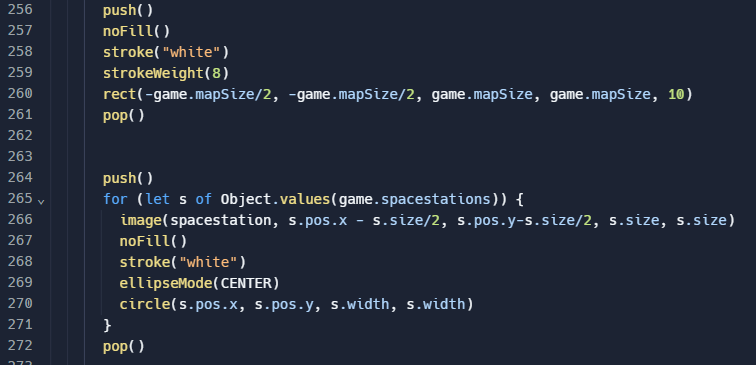 256 push()
257 noFill()
258 stroke("white")
259 strokeWeight(8)
260 rect(-game.mapSize/2, -game.mapSize/2, game.mapSize, game.mapSize, 10)
261 pop()
262
263
264 push()
265 for (let s of Object.values(game.spacestations)) {
266 image(spacestation, s.pos.x - s.size/2, s.pos.y-s.size/2, s.size, s.size)
267 noFill()
268 stroke("white")
269 ellipseMode(CENTER)
270 circle(s.pos.x, s.pos.y, s.width, s.width)
271 }
272 pop()